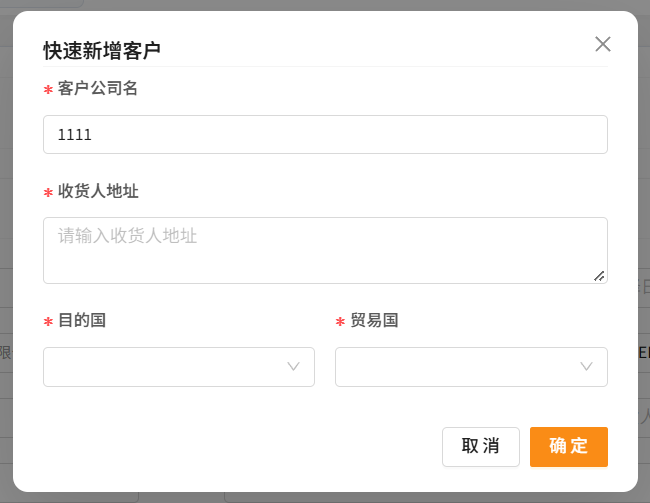 快速新增客户
* 客户公司名
1111
* 收货人地址
请输入收货人地址
* 目的国
* 贸易国
限
取 消
确 定